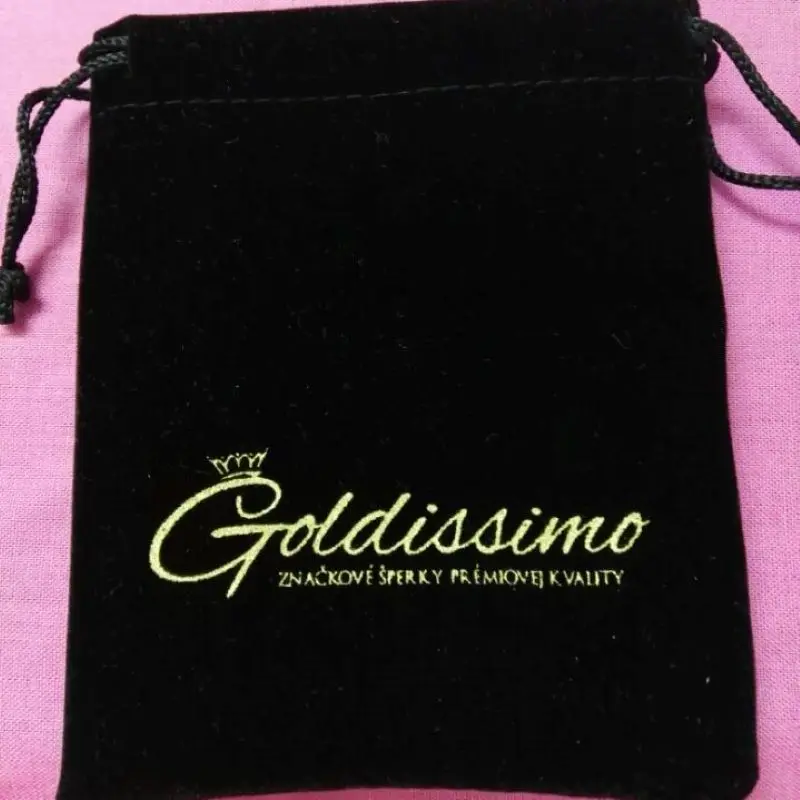 Goldissimo
ZNAČKOVÉ ŠPERKY PRÉMIOVEJ KVALITY